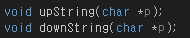 void upString(char *p);
void downString(char *p);